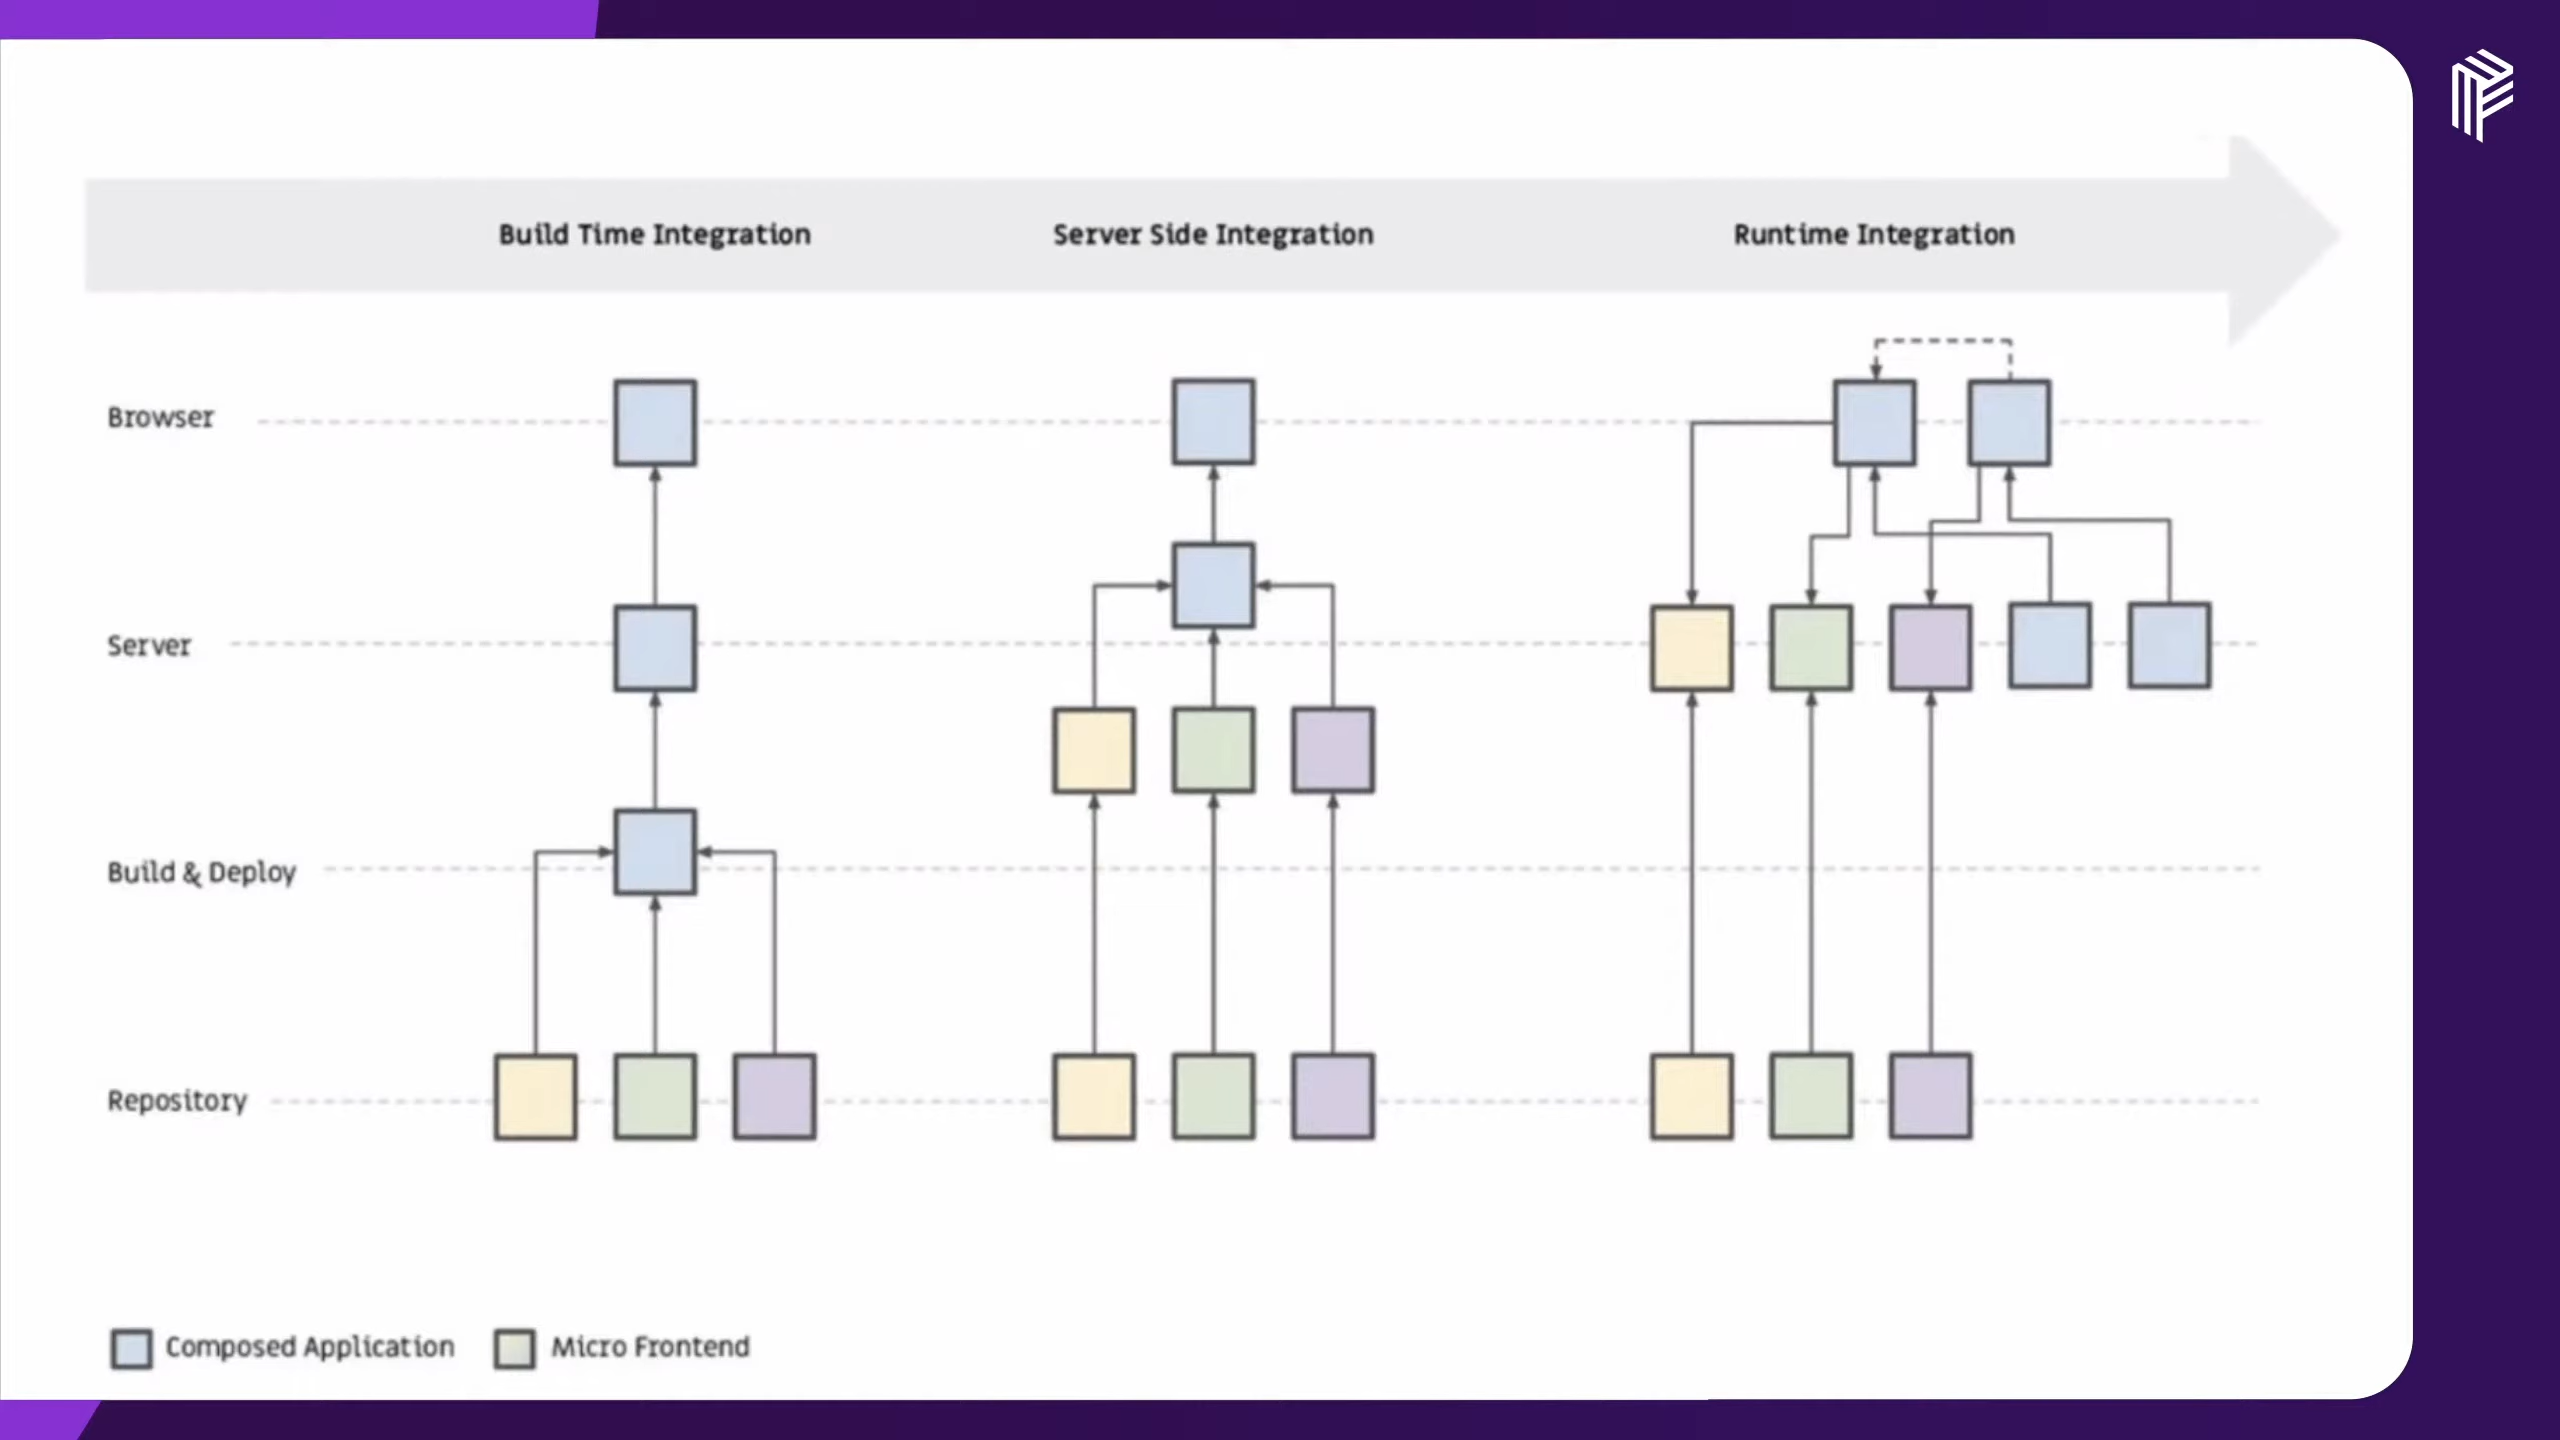 Build Time Integration
Server Side Integration
Runtime Integration
Browser
Server
Build & Deploy
Repository
Composed Application
Micro Frontend